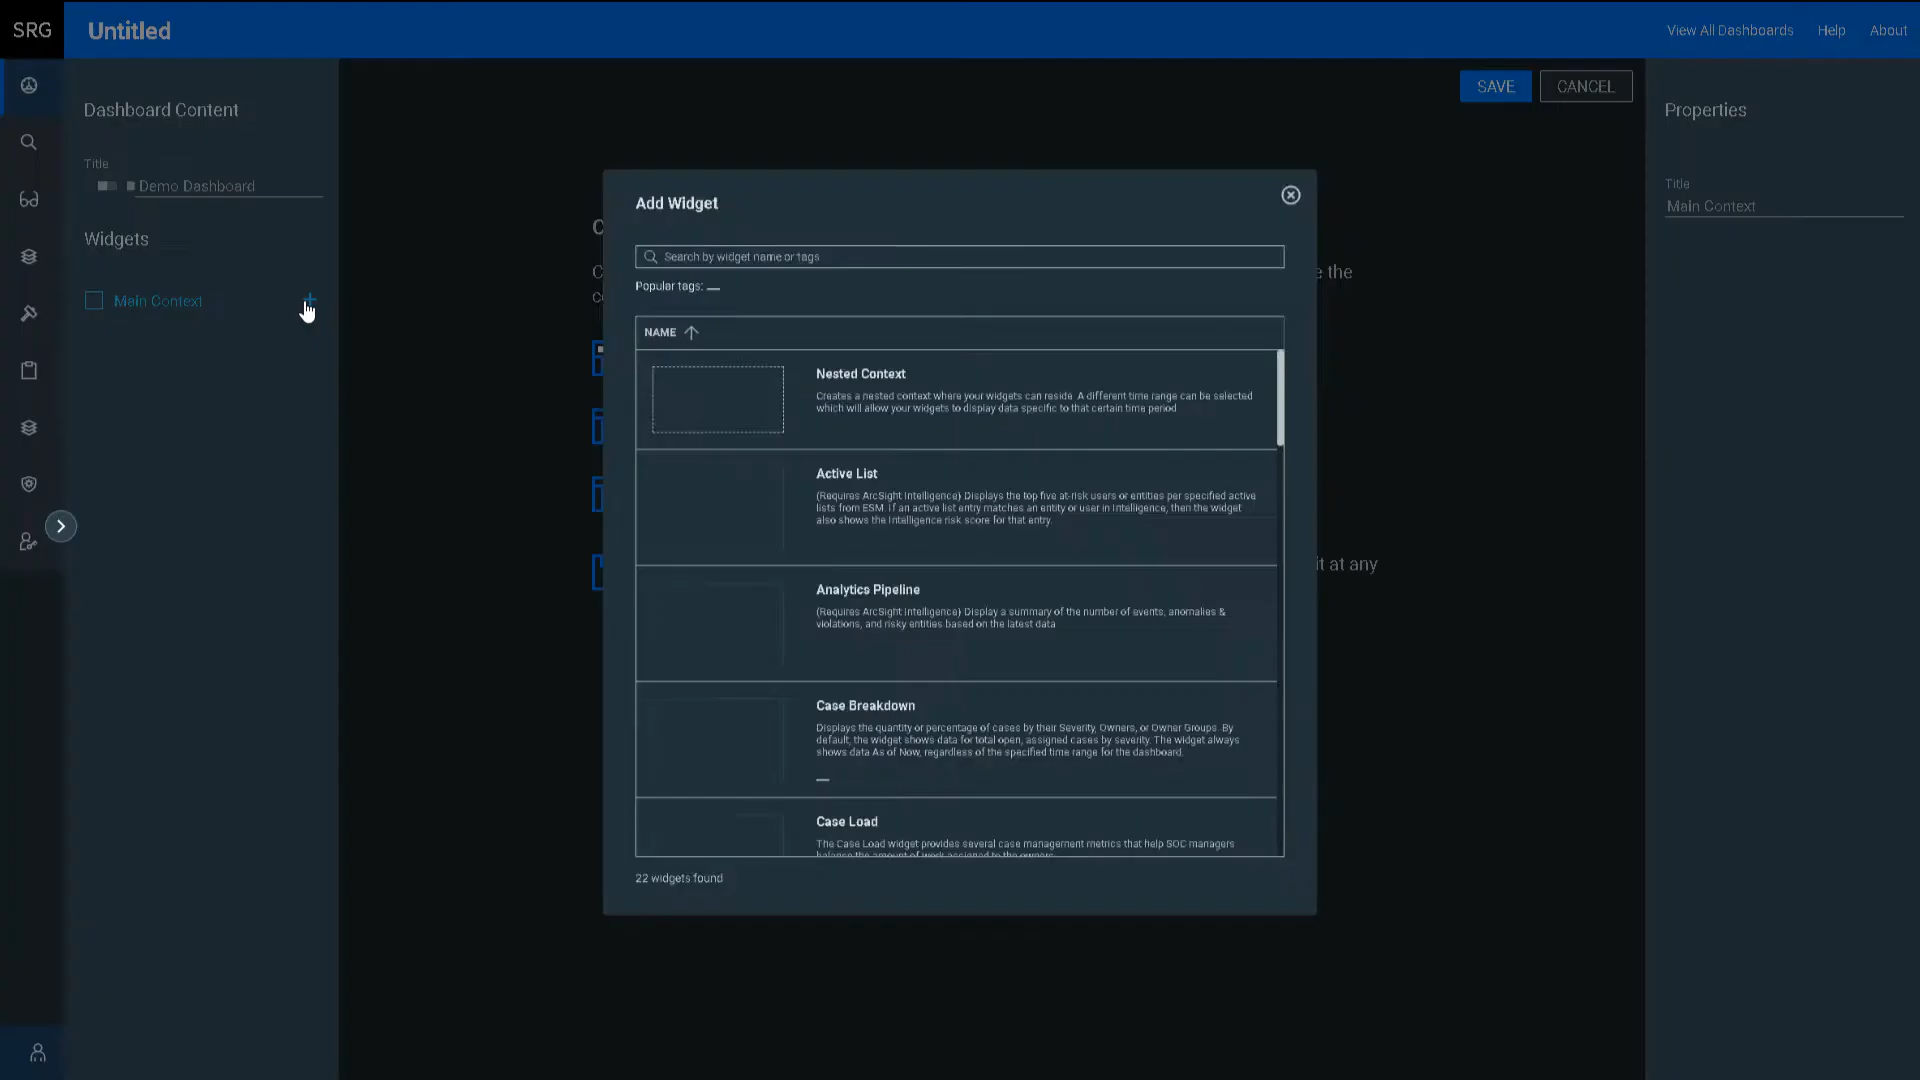 SRG
Untitled
View All Dashboards
Help
About
Dashboard Content
Title
Demo Dashboard
Widgets
Main Context
SAVE
CANCEL
Properties
Title
Main Context
e the
it at any
Add Widget
Search by widget name or tags
Popular tags:
NAME
Nested Context
Creates a nested context where your widgets can reside. A different time range can be selected
which will allow your widgets to display data specific to that certain time period
Active List
(Requires ArcSight Intelligence) Displays the top five at-risk users or entities per specified active
lists from ESM. If an active list entry matches an entity or user in Intelligence, then the widget
also shows the Intelligence risk score for that entry.
Analytics Pipeline
(Requires ArcSight Intelligence) Display a summary of the number of events, anomalies &
violations, and risky entities based on the latest data
Case Breakdown
Displays the quantity or percentage of cases by their Severity, Owners, or Owner Groups. By
default, the widget shows data for total open, assigned cases by severity. The widget always
shows data As of Now, regardless of the specified time range for the dashboard.
Case Load
The Case Load widget provides several case management metrics that help SOC managers
balance the amount of work assigned to the owners.
22 widgets found